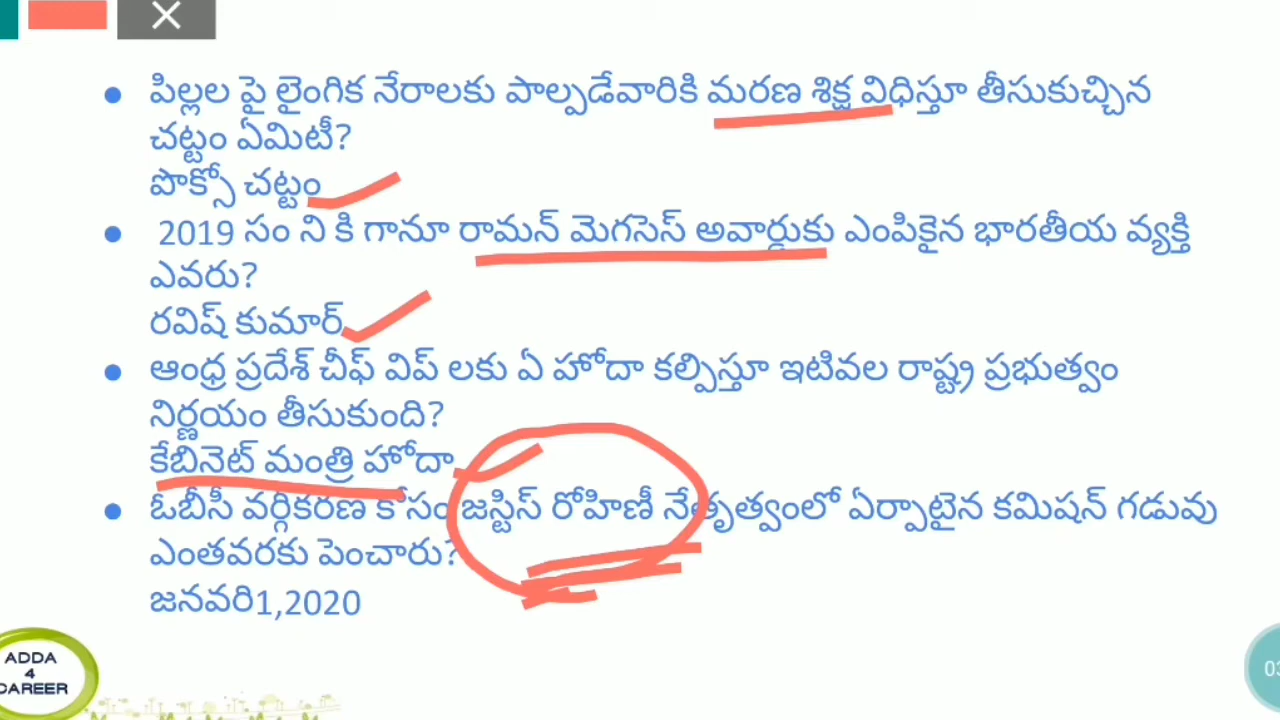 పిల్లల పై లైంగిక నేరాలకు పాల్పడేవారికి మరణ శిక్ష విధిస్తూ తీసుకుచ్చిన
చట్టం ఏమిటీ?
పొక్సో చట్టం
2019 సం ని కి గానూ రామన్ మెగసెస్ అవార్డుకు ఎంపికైన భారతీయ వ్యక్తి
ఎవరు?
రవిష్ కుమార్
ఆంధ్ర ప్రదేశ్ చీఫ్ విప్ లకు ఏ హోదా కల్పిస్తూ ఇటివల రాష్ట్ర ప్రభుత్వం
నిర్ణయం తీసుకుంది?
కేబినెట్ మంత్రి హోదా
ఓబీసీ వర్గికరణ కోసం జస్టిస్ రోహిణీ నేతృత్వంలో ఏర్పాటైన కమిషన్ గడువు
ఎంతవరకు పెంచారు?
జనవరి1,2020
ADDA
4
CAREER
03